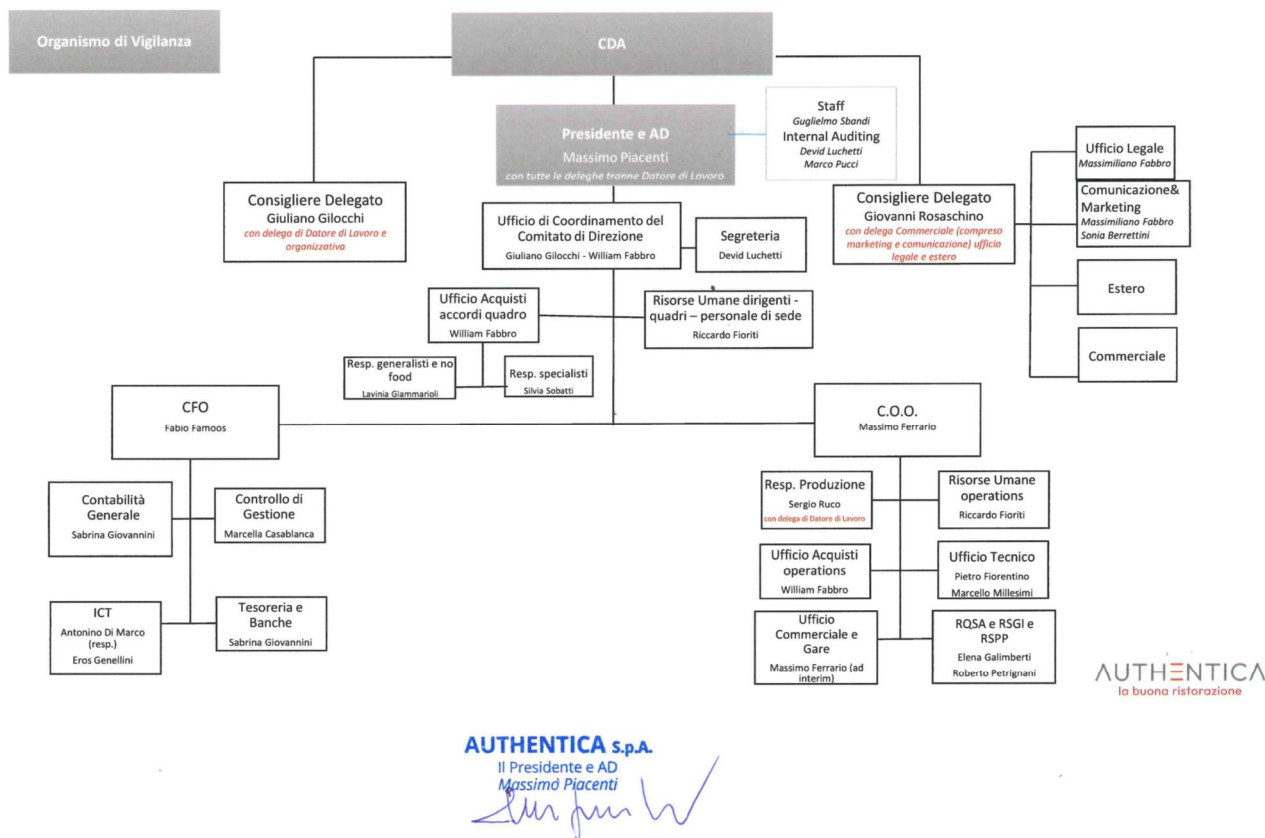 Organismo di Vigilanza
CDA
Presidente e AD
Massimo Piacenti
con tutte le deleghe tranne Datore di Lavoro
Staff
Guglielmo Sbandi
Internal Auditing
Devid Luchetti
Marco Pucci
Consigliere Delegato
Giuliano Gilocchi
con delega di Datore di Lavoro e
organizzativa
Ufficio di Coordinamento del
Comitato di Direzione
Giuliano Gilocchi - William Fabbro
Segreteria
Devid Luchetti
Consigliere Delegato
Giovanni Rosaschino
con delega Commerciale (compreso
marketing e comunicazione) ufficio
legale e estero
Ufficio Legale
Massimiliano Fabbro
Comunicazione&
Marketing
Massimiliano Fabbro
Sonia Berrettini
Estero
Commerciale
Ufficio Acquisti
accordi quadro
William Fabbro
Risorse Umane dirigenti -
quadri – personale di sede
Riccardo Fioriti
Resp. generalisti e no
food
Lavinia Giammarioli
Resp. specialisti
Silvia Sobatti
CFO
Fabio Famoos
C.O.O.
Massimo Ferrario
Contabilità
Generale
Sabrina Giovannini
Controllo di
Gestione
Marcella Casablanca
ICT
Antonino Di Marco
(resp.)
Eros Genellini
Tesoreria e
Banche
Sabrina Giovannini
Resp. Produzione
Sergio Ruco
con delega di Datore di Lavoro
Risorse Umane
operations
Riccardo Fioriti
Ufficio Acquisti
operations
William Fabbro
Ufficio Tecnico
Pietro Fiorentino
Marcello Millesimi
Ufficio
Commerciale e
Gare
Massimo Ferrario (ad
interim)
RQSA e RSGI e
RSPP
Elena Galimberti
Roberto Petrignani
AUTHENTICA
la buona ristorazione
AUTHENTICA S.p.A.
Il Presidente e AD
Massimo Piacenti